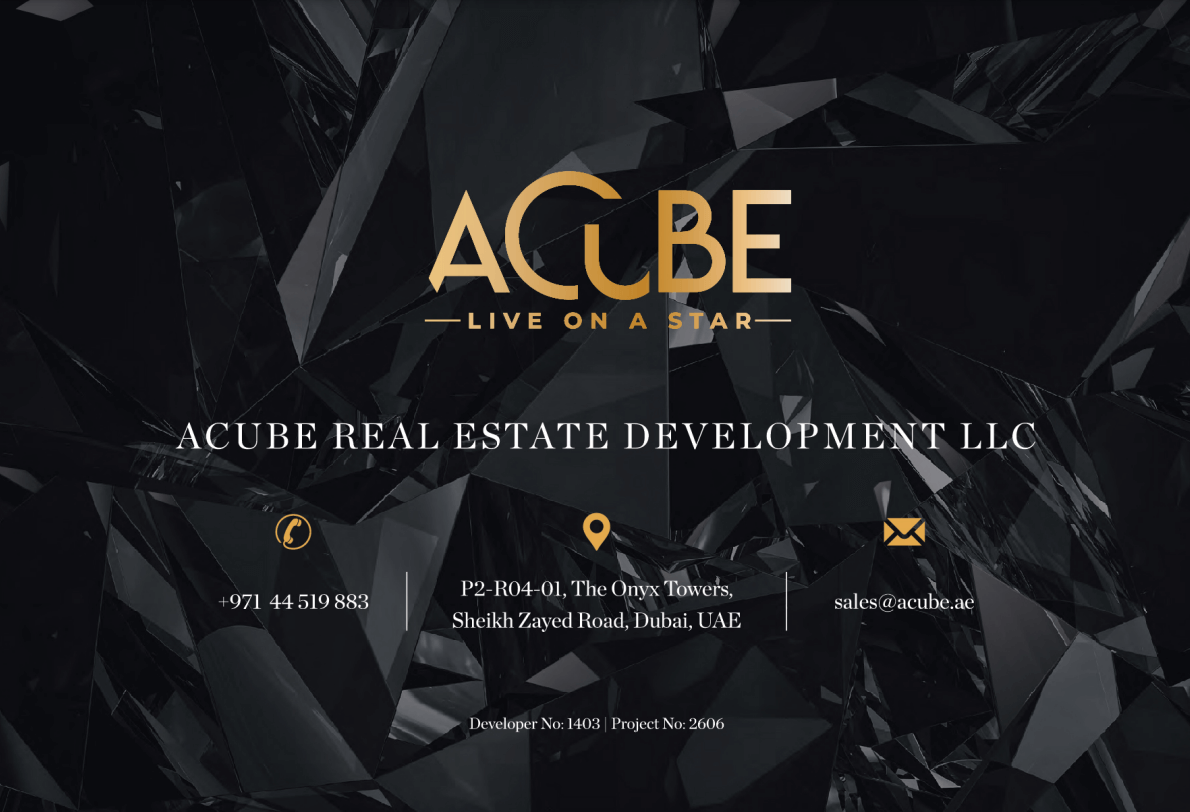 ACUBE
LIVE ON A STAR
ACUBE REAL ESTATE DEVELOPMENT LLC
+971 44 519 883
P2-R04-01, The Onyx Towers,
Sheikh Zayed Road, Dubai, UAE
sales@acube.ae
Developer No: 1403 | Project No: 2606